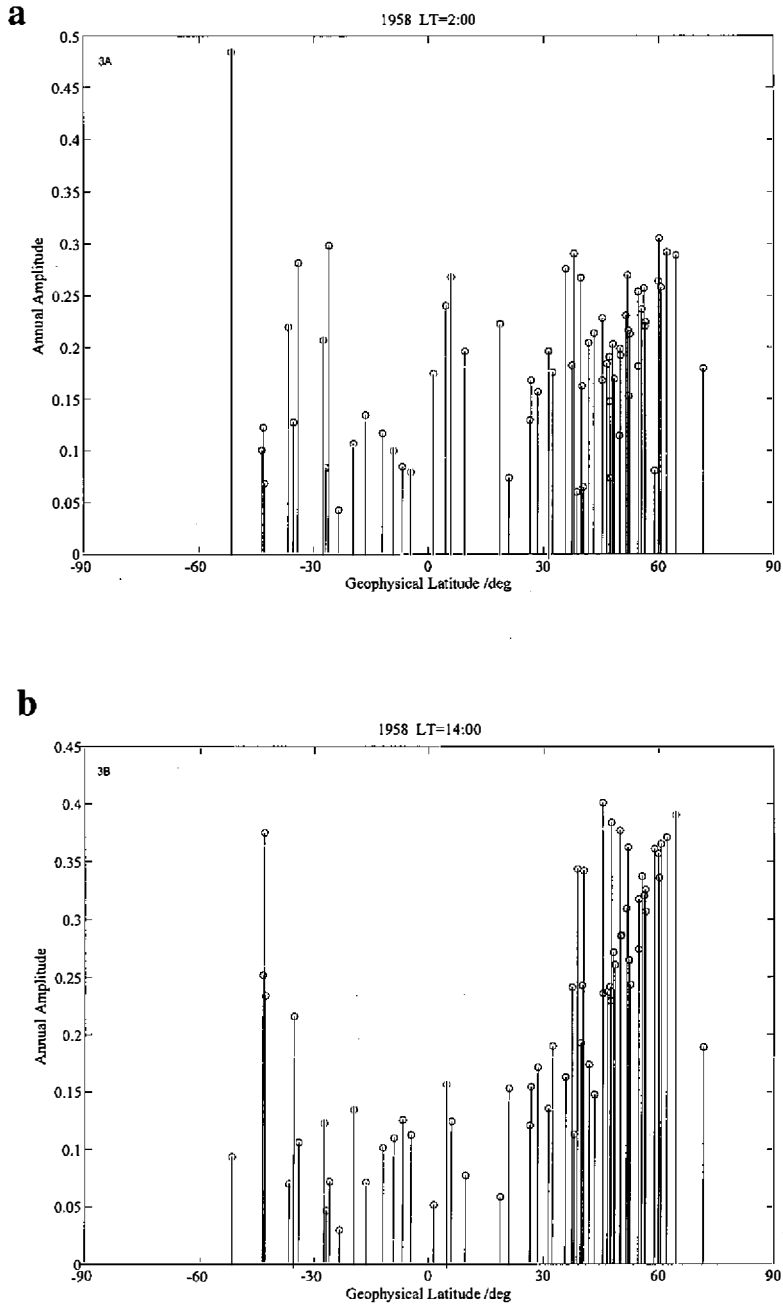 a
1958 LT=2:00
3A
0.5
0.45
0.4
0.35
0.3
0.25
0.2
0.15
0.1
0.05
0
Annual Amplitude
-90 -60 -30 0 30 60 90
Geophysical Latitude /deg
b
1958 LT=14:00
3B
0.45
0.4
0.35
0.3
0.25
0.2
0.15
0.1
0.05
0
Annual Amplitude
-90 -60 -30 0 30 60 90
Geophysical Latitude /deg